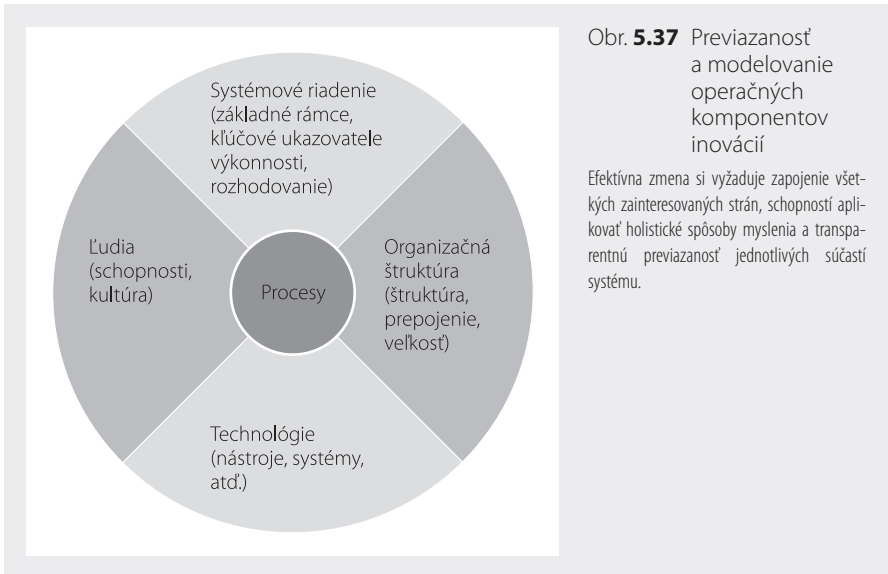 Systémové riadenie
(základné rámce,
kľúčové ukazovatele
výkonnosti,
rozhodovanie)
Ľudia
(schopnosti,
kultúra)
Procesy
Organizačná
štruktúra
(štruktúra,
prepojenie,
veľkosť)
Technológie
(nástroje, systémy,
atď.)
Obr. 5.37 Previazanosť
a modelovanie
operačných
komponentov
inovácií
Efektívna zmena si vyžaduje zapojenie všet-
kých zainteresovaných strán, schopností apli-
kovať holistické spôsoby myslenia a transpa-
rentnú previazanosť jednotlivých súčastí
systému.